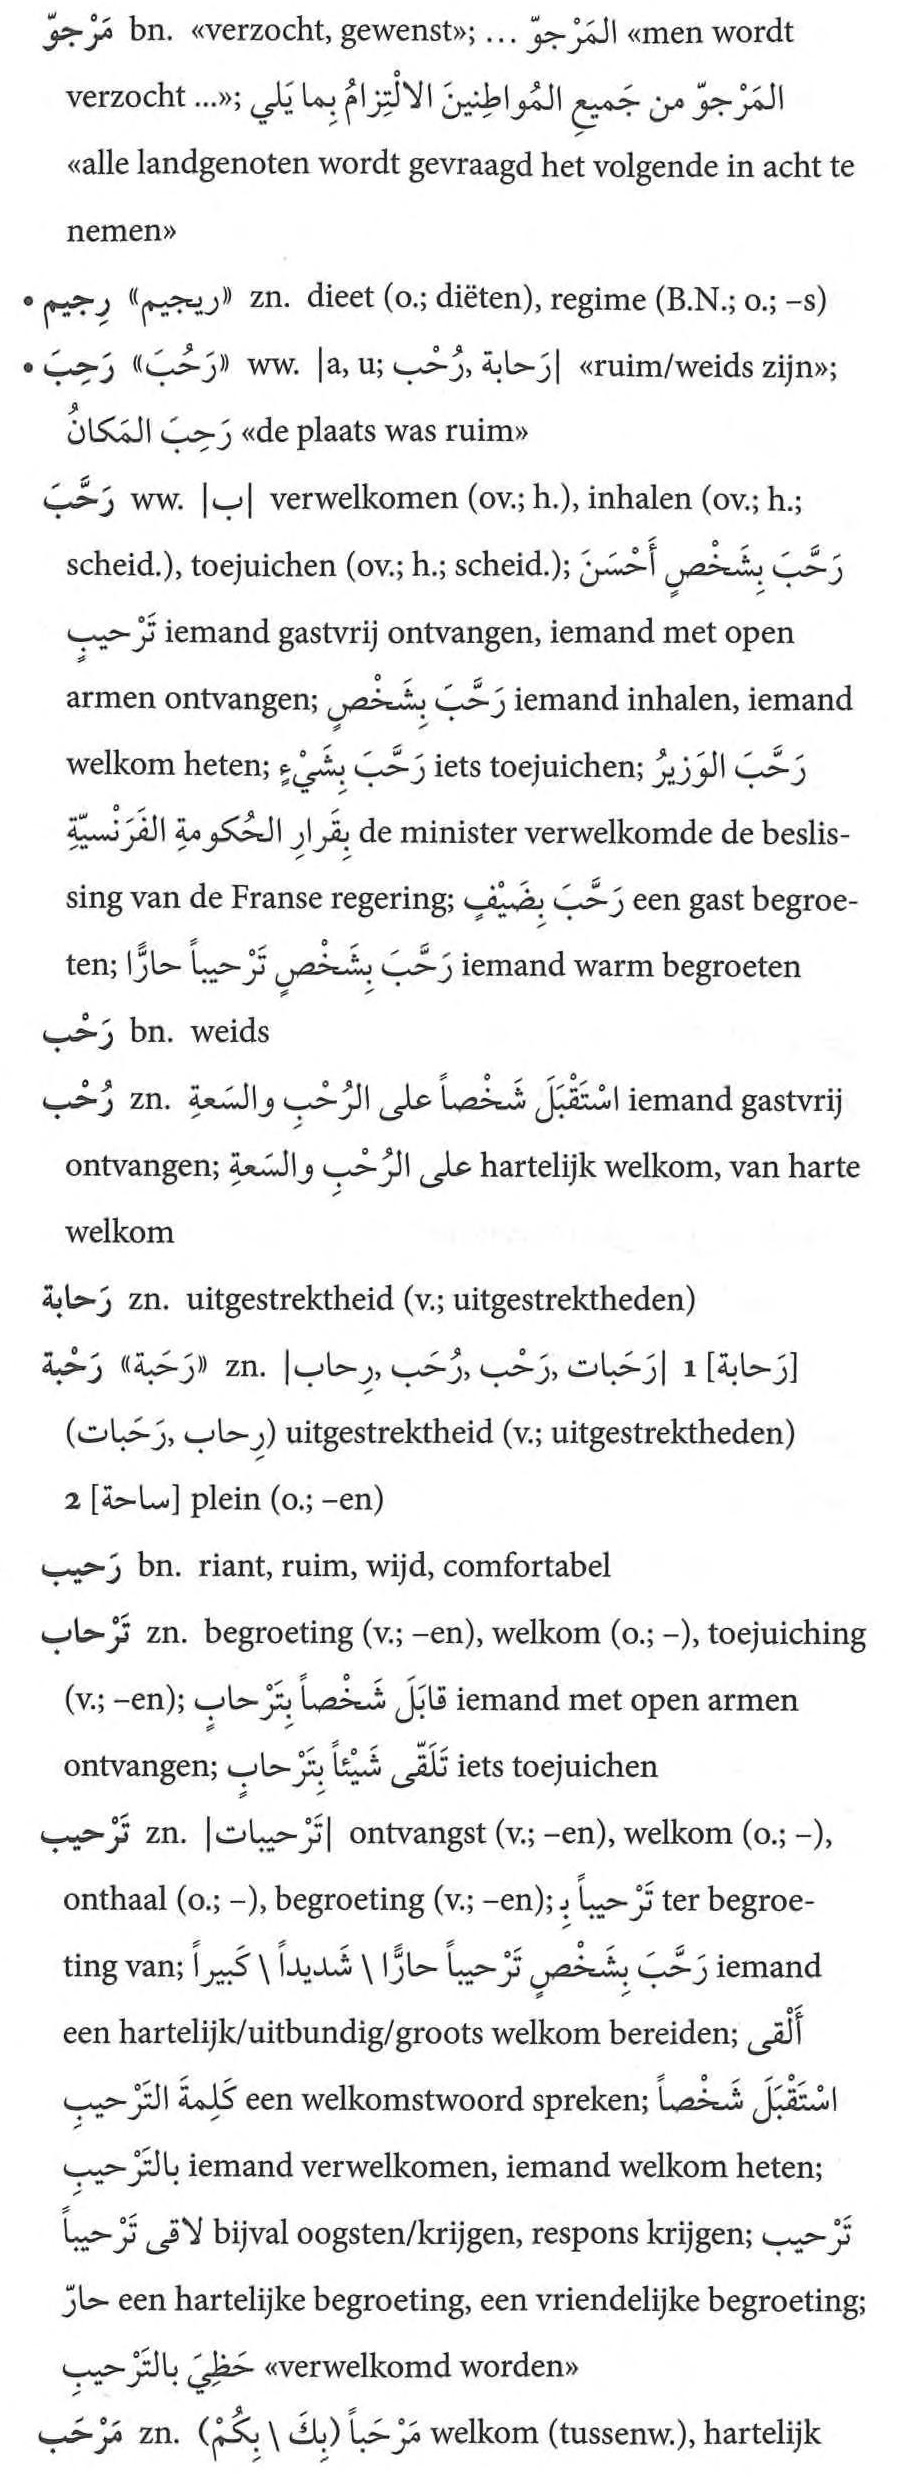 مَرْجوّ bn. «verzocht, gewenst»; … المَرْجوّ «men wordt
verzocht ...»; المَرْجوّ من جَميعِ المُواطِنينَ الالْتِزامُ بِما يَلي
«alle landgenoten wordt gevraagd het volgende in acht te
nemen»
• رِجيم «ريجيم» zn. dieet (o.; diëten), regime (B.N.; o.; –s)
• رَحِبَ «رَحُبَ» ww. |a, u; رَحابة, رُحْب| «ruim/weids zijn»;
رَحِبَ المَكانُ «de plaats was ruim»
رَحَّبَ ww. |ب| verwelkomen (ov.; h.), inhalen (ov.; h.;
scheid.), toejuichen (ov.; h.; scheid.); رَحَّبَ بِشَخْصٍ أَحْسَنَ
تَرْحيبٍ iemand gastvrij ontvangen, iemand met open
armen ontvangen; رَحَّبَ بِشَخْصٍ iemand inhalen, iemand
welkom heten; رَحَّبَ بِشَيْءٍ iets toejuichen; رَحَّبَ الوَزيرُ
بِقَرارِ الحُكومةِ الفَرَنْسيّةِ de minister verwelkomde de beslis-
sing van de Franse regering; رَحَّبَ بِضَيْفٍ een gast begroe-
ten; رَحَّبَ بِشَخْصٍ تَرْحيباً حارًّا iemand warm begroeten
رَحْب bn. weids
رُحْب zn. اسْتَقْبَلَ شَخْصاً على الرُحْبِ والسَعةِ iemand gastvrij
ontvangen; على الرُحْبِ والسَعةِ hartelijk welkom, van harte
welkom
رَحابة zn. uitgestrektheid (v.; uitgestrektheden)
رَحْبة «رَحَبة» zn. |رَحَبات, رَحْب, رُحَب, رِحاب| 1 [رَحابة]
(رِحاب, رَحَبات) uitgestrektheid (v.; uitgestrektheden)
2 [ساحة] plein (o.; –en)
رَحيب bn. riant, ruim, wijd, comfortabel
تَرْحاب zn. begroeting (v.; –en), welkom (o.; –), toejuiching
(v.; –en); قابَلَ شَخْصاً بِتَرْحابٍ iemand met open armen
ontvangen; تَلَقّى شَيْئاً بِتَرْحابٍ iets toejuichen
تَرْحيب zn. |تَرْحيبات| ontvangst (v.; –en), welkom (o.; –),
onthaal (o.; –), begroeting (v.; –en); تَرْحيباً بِـ ter begroe-
ting van; رَحَّبَ بِشَخْصٍ تَرْحيباً حارًّا \ شَديداً \ كَبيراً iemand
een hartelijk/uitbundig/groots welkom bereiden; أَلْقى
كَلِمةَ التَرْحيبِ een welkomstwoord spreken; اسْتَقْبَلَ شَخْصاً
بالتَرْحيبِ iemand verwelkomen, iemand welkom heten;
لاقى تَرْحيباً bijval oogsten/krijgen, respons krijgen; تَرْحيب
حارّ een hartelijke begroeting, een vriendelijke begroeting;
حَظِيَ بالتَرْحيبِ «verwelkomd worden»
مَرْحَب zn. مَرْحَباً (بِكَ \ بِكُمْ) welkom (tussenw.), hartelijk